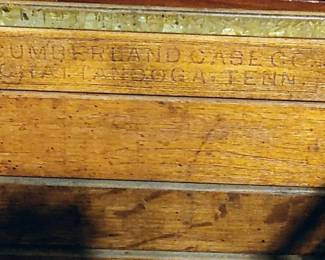 CUMBERLAND CASE CO.
CHATTANOOGA, TENN.